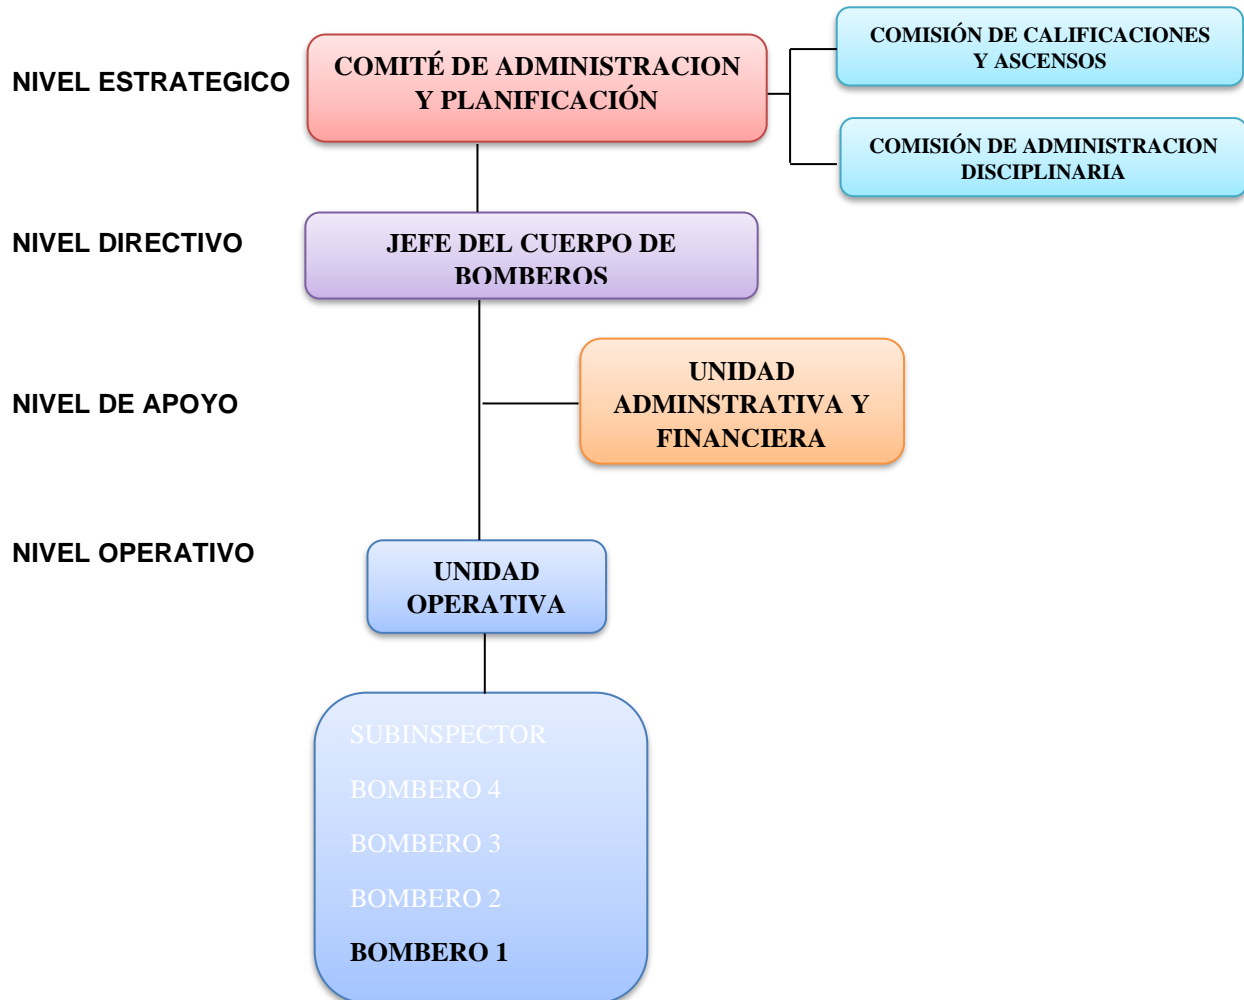 NIVEL ESTRATEGICO
COMITÉ DE ADMINISTRACION
Y PLANIFICACIÓN
COMISIÓN DE CALIFICACIONES
Y ASCENSOS
COMISIÓN DE ADMINISTRACION
DISCIPLINARIA
NIVEL DIRECTIVO
JEFE DEL CUERPO DE
BOMBEROS
NIVEL DE APOYO
UNIDAD
ADMINSTRATIVA Y
FINANCIERA
NIVEL OPERATIVO
UNIDAD
OPERATIVA
SUBINSPECTOR
BOMBERO 4
BOMBERO 3
BOMBERO 2
BOMBERO 1